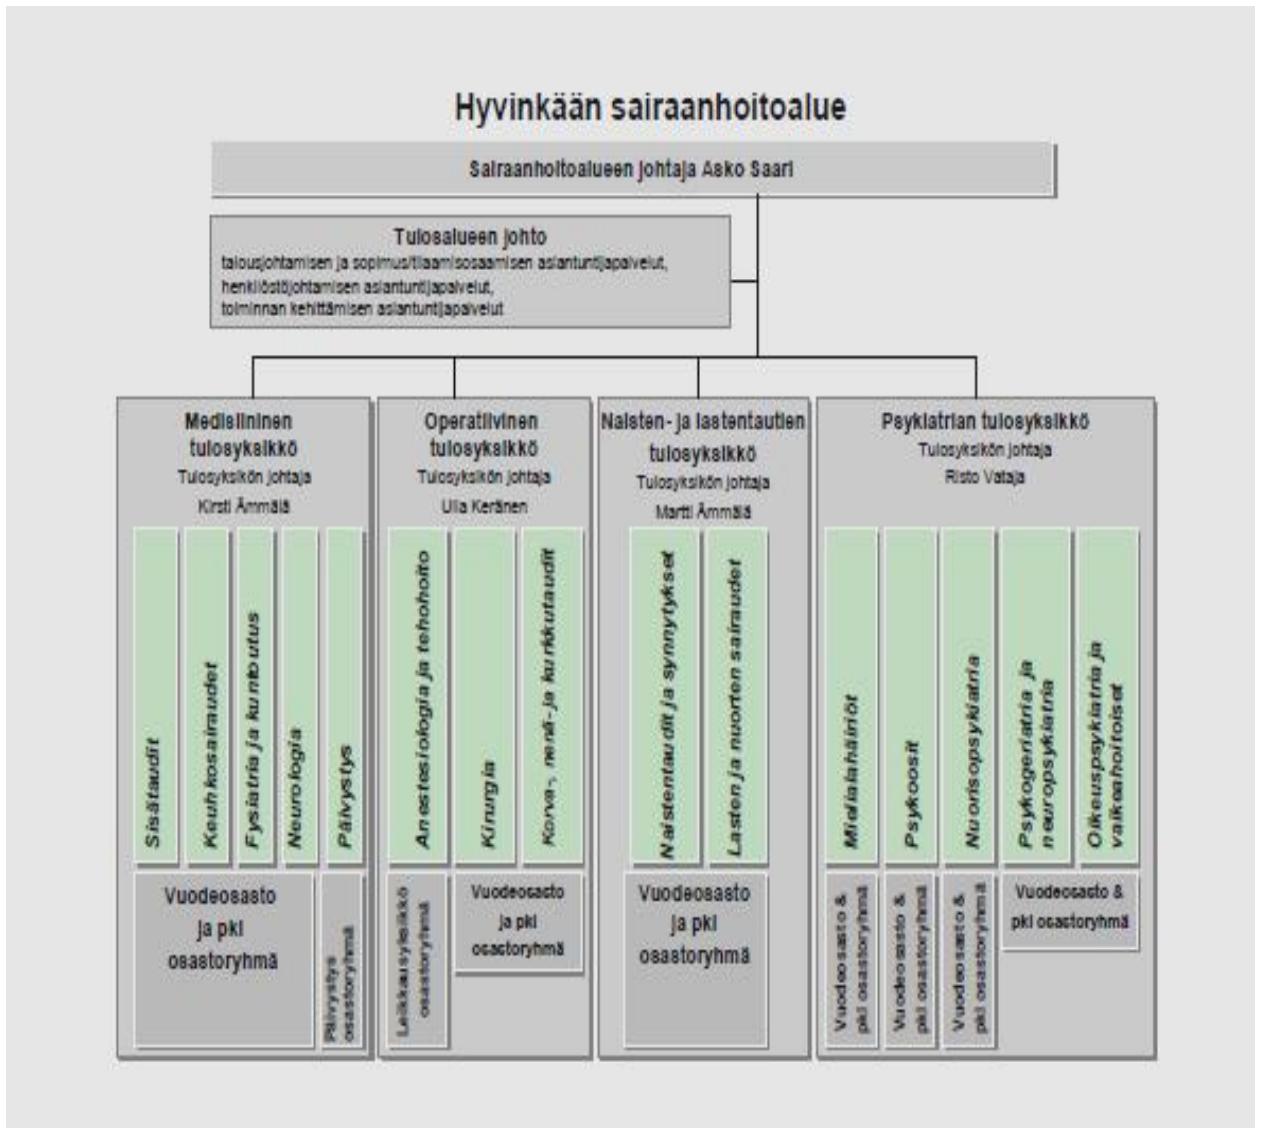 Hyvinkään sairaanhoitoalue
Sairaanhoitoalueen johtaja Asko Saari
Tulosalueen johto
talousjohtamisen ja sopimus/tilaamisosaamisen asiantuntijapalvelut,
henkilöstöjohtamisen asiantuntijapalvelut,
toiminnan kehittämisen asiantuntijapalvelut
Medisiininen
tulosyksikkö
Tulosyksikön johtaja
Kirsti Ämmälä
Sisätaudit
Keuhkosairaudet
Fysiatria ja kuntoutus
Neurologia
Päivystys
Vuodeosasto
ja pkl
osastoryhmä
Päivystys
osastoryhmä
Operatiivinen
tulosyksikkö
Tulosyksikön johtaja
Ulla Keränen
Anestesiologia ja tehohoito
Kirurgia
Korva-, nenä- ja kurkkutaudit
Leikkausyksikkö
osastoryhmä
Vuodeosasto
ja pkl
osastoryhmä
Naisten- ja lastentautien
tulosyksikkö
Tulosyksikön johtaja
Martti Ämmälä
Naistentaudit ja synnytykset
Lasten ja nuorten sairaudet
Vuodeosasto
ja pkl
osastoryhmä
Psykiatrian tulosyksikkö
Tulosyksikön johtaja
Risto Vataja
Mielialahäiriöt
Psykoosit
Nuorisopsykiatria
Psykogeriatria ja
neuropsykiatria
Oikeuspsykiatria ja
vaikeahoitoiset
Vuodeosasto &
pkl osastoryhmä
Vuodeosasto &
pkl osastoryhmä
Vuodeosasto &
pkl osastoryhmä
Vuodeosasto &
pkl osastoryhmä